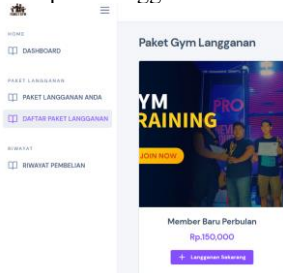 HOME
DASHBOARD
PAKET LANGGANAN
PAKET LANGGANAN ANDA
DAFTAR PAKET LANGGANAN
RIWAYAT
RIWAYAT PEMBELIAN
Paket Gym Langganan
YM
RAINING
JOIN NOW
PRO
Member Baru Perbulan
Rp.150,000
+ Langganan Sekarang